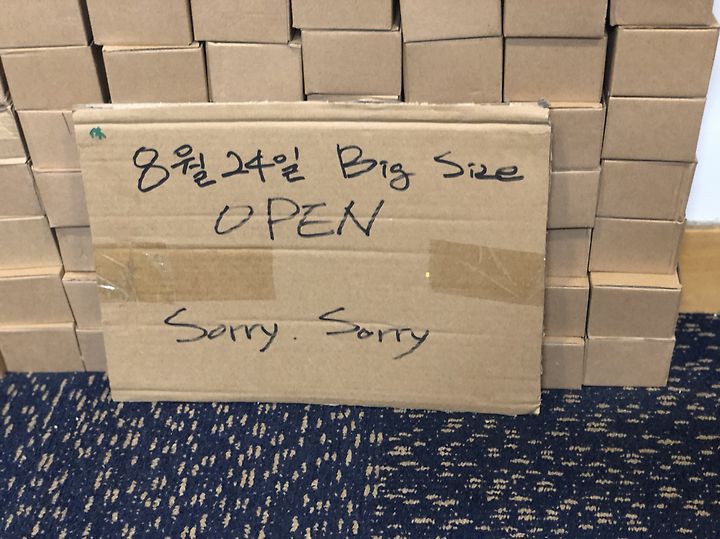 8월 24일 Big Size
OPEN
Sorry. Sorry